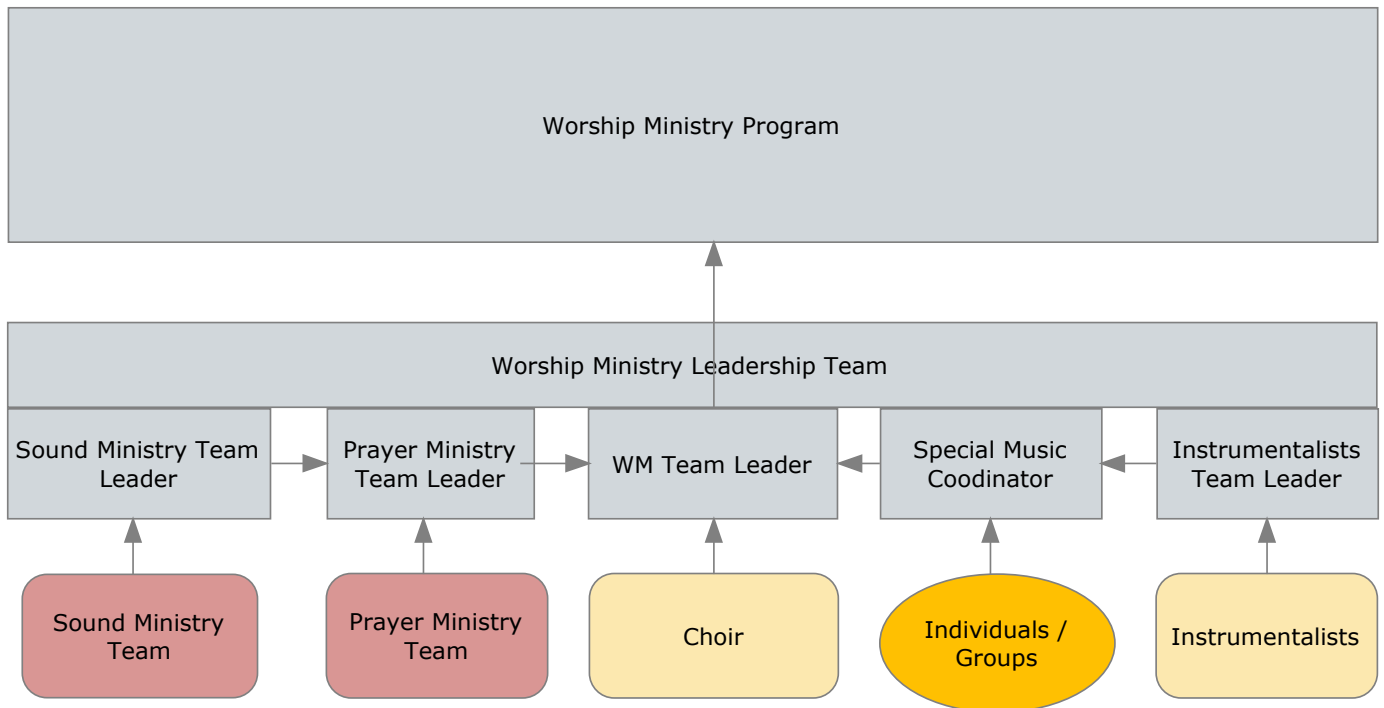 Worship Ministry Program
Worship Ministry Leadership Team
Sound Ministry Team
Leader
Prayer Ministry
Team Leader
WM Team Leader
Special Music
Coodinator
Instrumentalists
Team Leader
Sound Ministry
Team
Prayer Ministry
Team
Choir
Individuals /
Groups
Instrumentalists